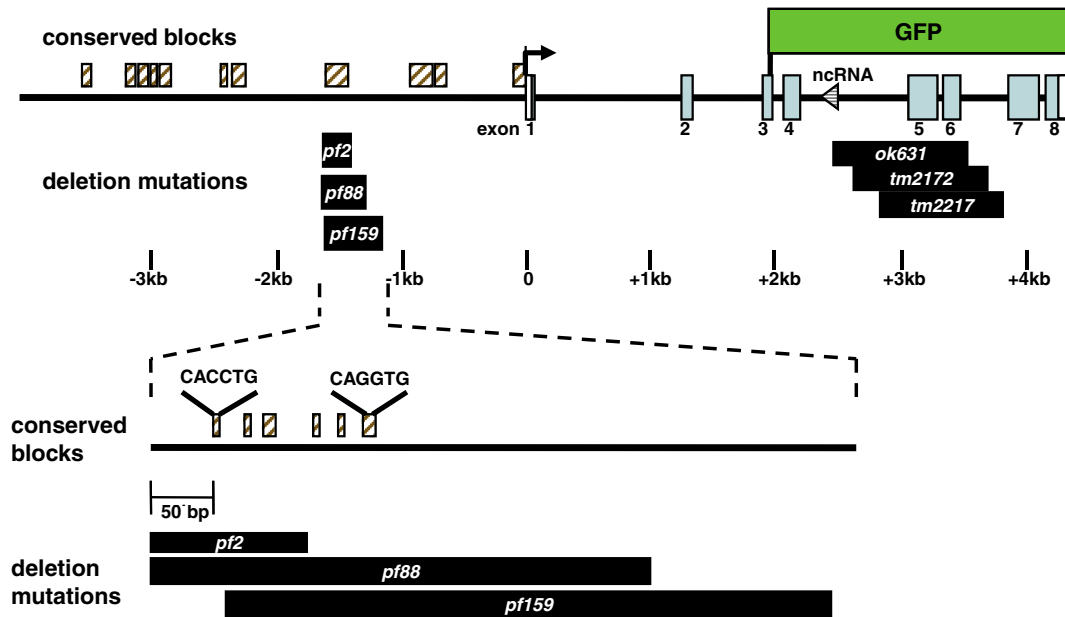 GFP
conserved blocks
ncRNA
exon 1 2 3 4 5 6 7 8
pf2
ok631
deletion mutations
pf88
tm2172
tm2217
pf159
-3kb -2kb -1kb 0 +1kb +2kb +3kb +4kb
CACCTG CAGGTG
conserved
blocks
50 bp
pf2
deletion
mutations
pf88
pf159